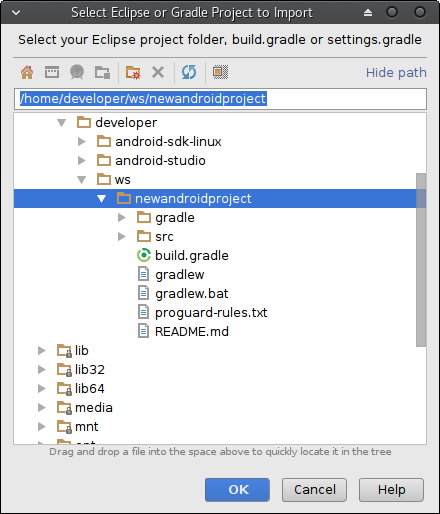 Select Eclipse or Gradle Project to Import
Select your Eclipse project folder, build.gradle or settings.gradle
Hide path
/home/developer/ws/newandroidproject
developer
android-sdk-linux
android-studio
ws
newandroidproject
gradle
src
build.gradle
gradlew
gradlew.bat
proguard-rules.txt
README.md
lib
lib32
lib64
media
mnt
Drag and drop a file into the space above to quickly locate it in the tree
OK
Cancel
Help